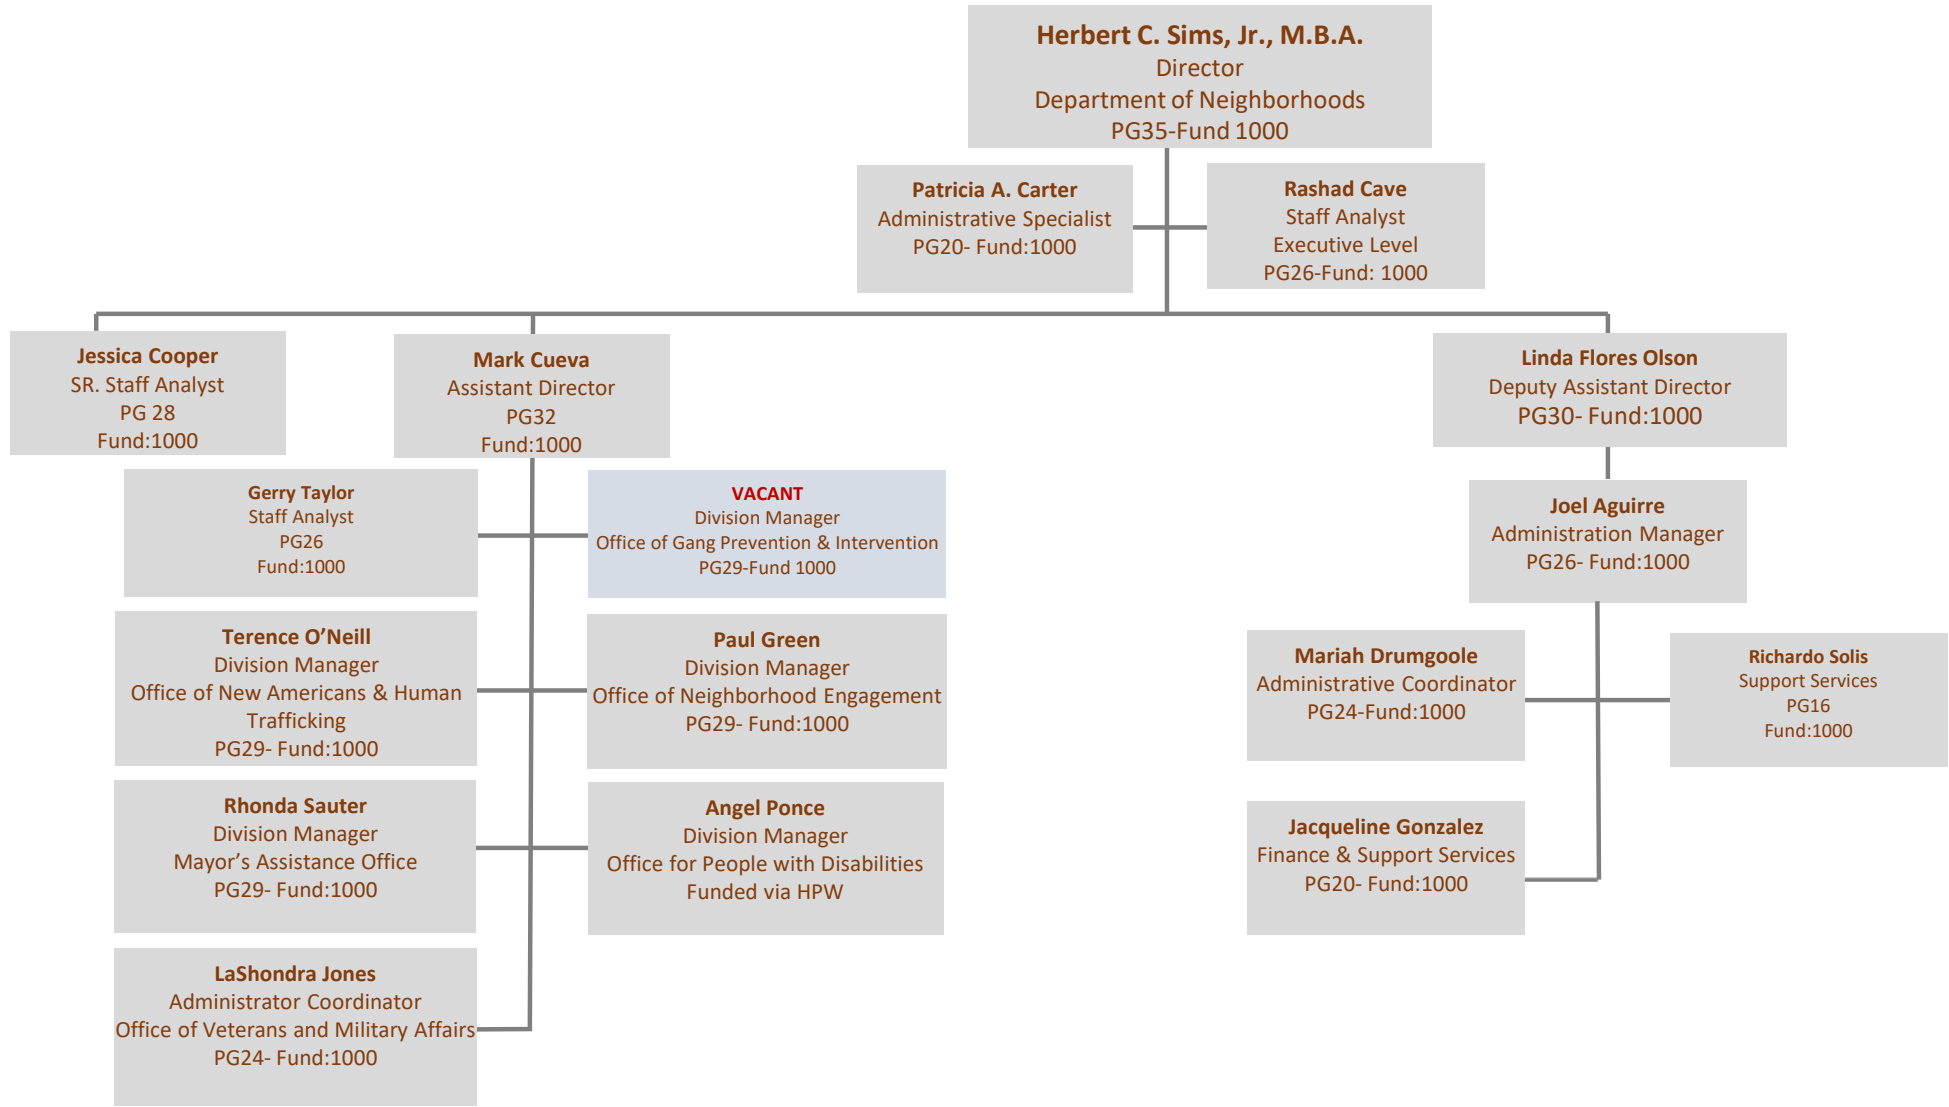 Herbert C. Sims, Jr., M.B.A.
Director
Department of Neighborhoods
PG35-Fund 1000
Patricia A. Carter
Administrative Specialist
PG20- Fund:1000
Rashad Cave
Staff Analyst
Executive Level
PG26-Fund: 1000
Jessica Cooper
SR. Staff Analyst
PG 28
Fund:1000
Mark Cueva
Assistant Director
PG32
Fund:1000
Linda Flores Olson
Deputy Assistant Director
PG30- Fund:1000
Gerry Taylor
Staff Analyst
PG26
Fund:1000
VACANT
Division Manager
Office of Gang Prevention & Intervention
PG29-Fund 1000
Joel Aguirre
Administration Manager
PG26- Fund:1000
Terence O’Neill
Division Manager
Office of New Americans & Human
Trafficking
PG29- Fund:1000
Paul Green
Division Manager
Office of Neighborhood Engagement
PG29- Fund:1000
Mariah Drumgoole
Administrative Coordinator
PG24-Fund:1000
Richardo Solis
Support Services
PG16
Fund:1000
Rhonda Sauter
Division Manager
Mayor’s Assistance Office
PG29- Fund:1000
Angel Ponce
Division Manager
Office for People with Disabilities
Funded via HPW
Jacqueline Gonzalez
Finance & Support Services
PG20- Fund:1000
LaShondra Jones
Administrator Coordinator
Office of Veterans and Military Affairs
PG24- Fund:1000